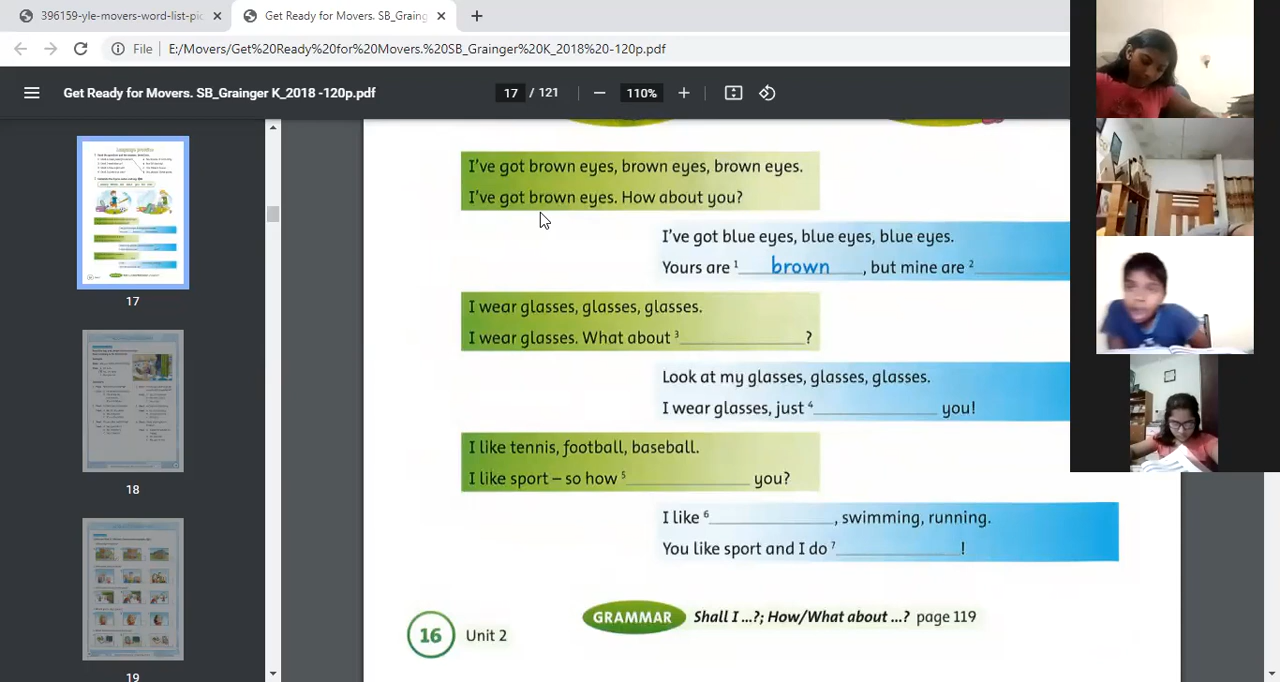 396159-yle-movers-word-list-pic
Get Ready for Movers. SB_Grainge
File
E:/Movers/Get%20Ready%20for%20Movers.%20SB_Grainger%20K_2018%20-120p.pdf
Get Ready for Movers. SB_Grainger K_2018 -120p.pdf
17 / 121
110%
I've got brown eyes, brown eyes, brown eyes.
I've got brown eyes. How about you?
I've got blue eyes, blue eyes, blue eyes.
Yours are 1 brown, but mine are 2
I wear glasses, glasses, glasses.
I wear glasses. What about 3 ?
Look at my glasses, glasses, glasses.
I wear glasses, just 4 you!
I like tennis, football, baseball.
I like sport – so how 5 you?
I like 6 , swimming, running.
You like sport and I do 7 !
GRAMMAR Shall I ...?; How/What about ...? page 119
16 Unit 2
17
18
19